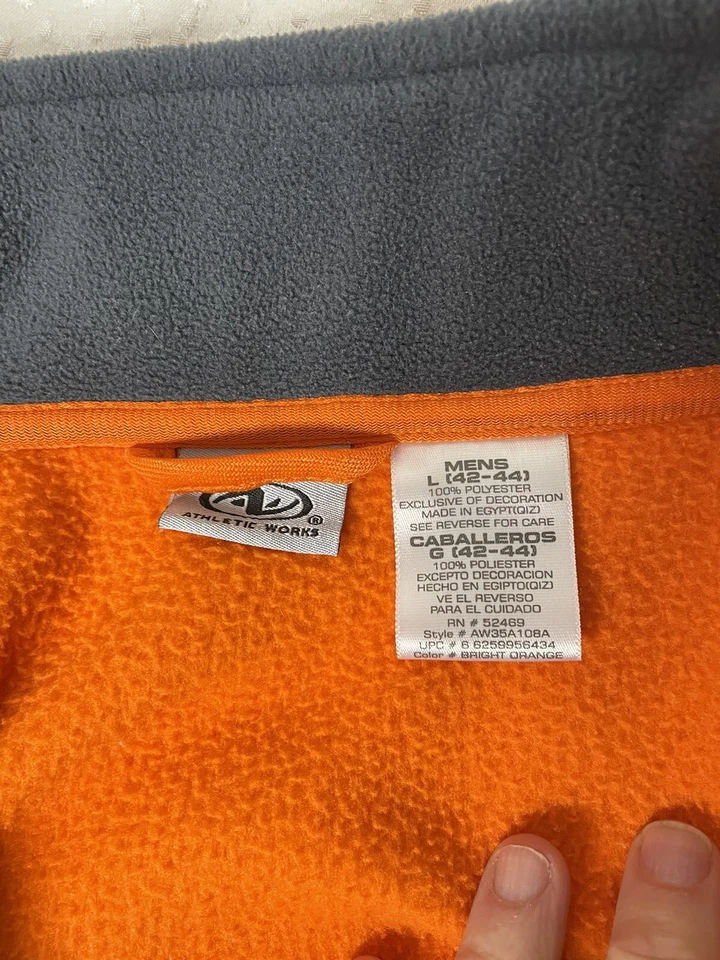 ATHLETIC WORKS ®
MENS
L (42-44)
100% POLYESTER
EXCLUSIVE OF DECORATION
MADE IN EGYPT(QIZ)
SEE REVERSE FOR CARE
CABALLEROS
G (42-44)
100% POLIESTER
EXCEPTO DECORACION
HECHO EN EGIPTO(QIZ)
VE EL REVERSO
PARA EL CUIDADO
RN # 52469
Style # AW35A108A
UPC # 6 6259956434
Color # BRIGHT ORANGE